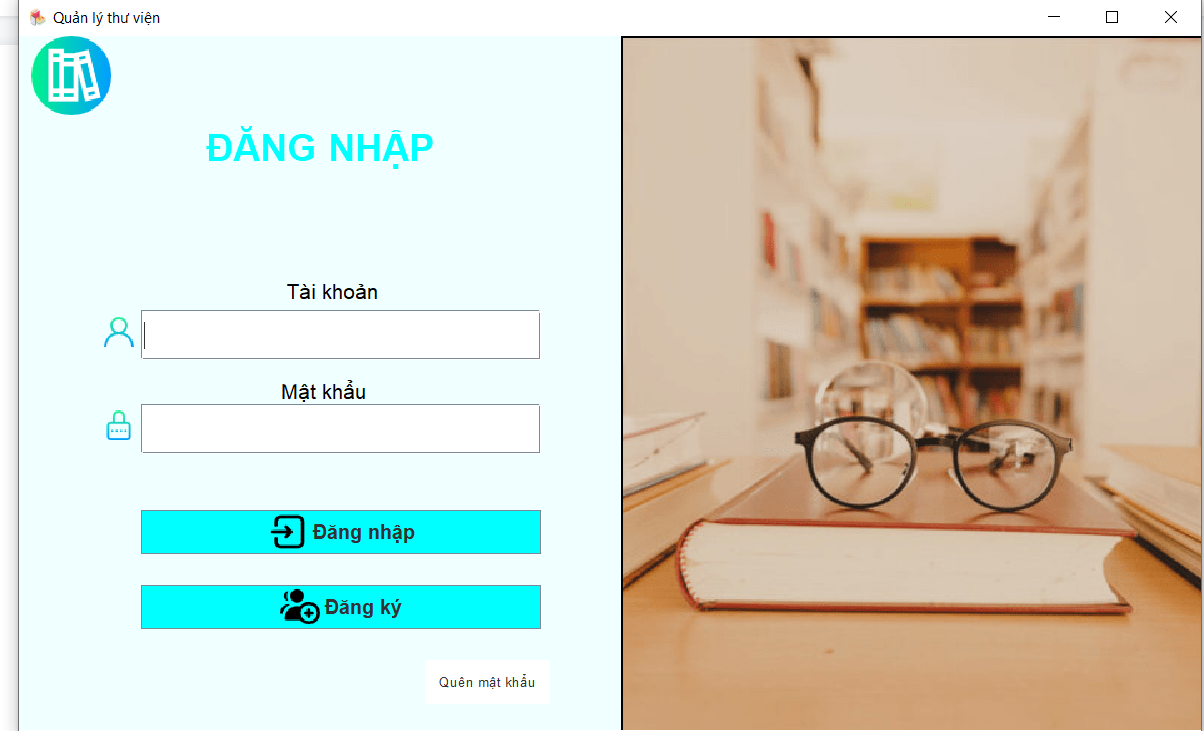 Quản lý thư viện
ĐĂNG NHẬP
Tài khoản
Mật khẩu
Đăng nhập
Đăng ký
Quên mật khẩu